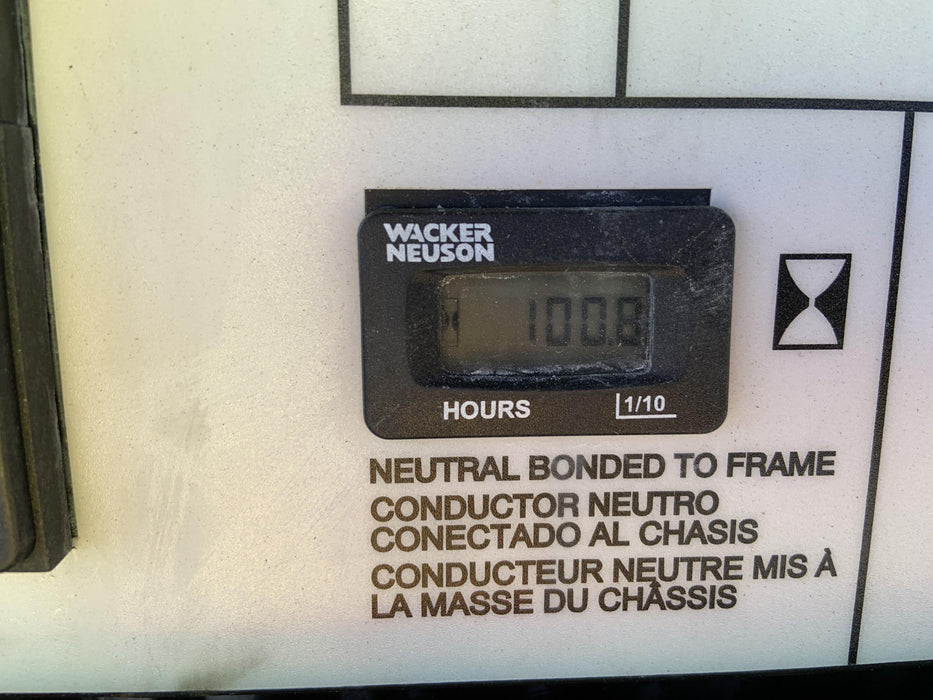 WACKER
NEUSON
100.8
HOURS
1/10
NEUTRAL BONDED TO FRAME
CONDUCTOR NEUTRO
CONECTADO AL CHASIS
CONDUCTEUR NEUTRE MIS À
LA MASSE DU CHÂSSIS